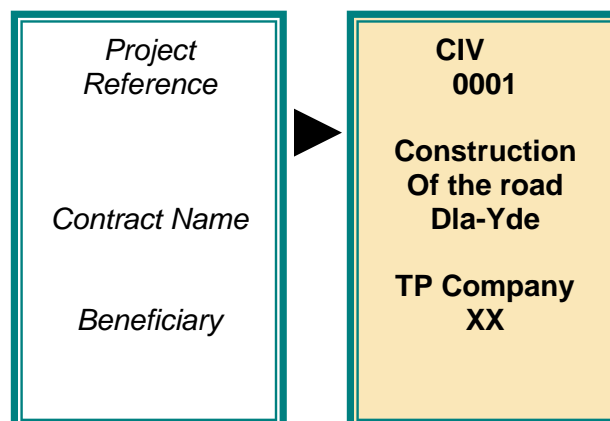 Project
Reference
Contract Name
Beneficiary
CIV
0001
Construction
Of the road
Dla-Yde
TP Company
XX